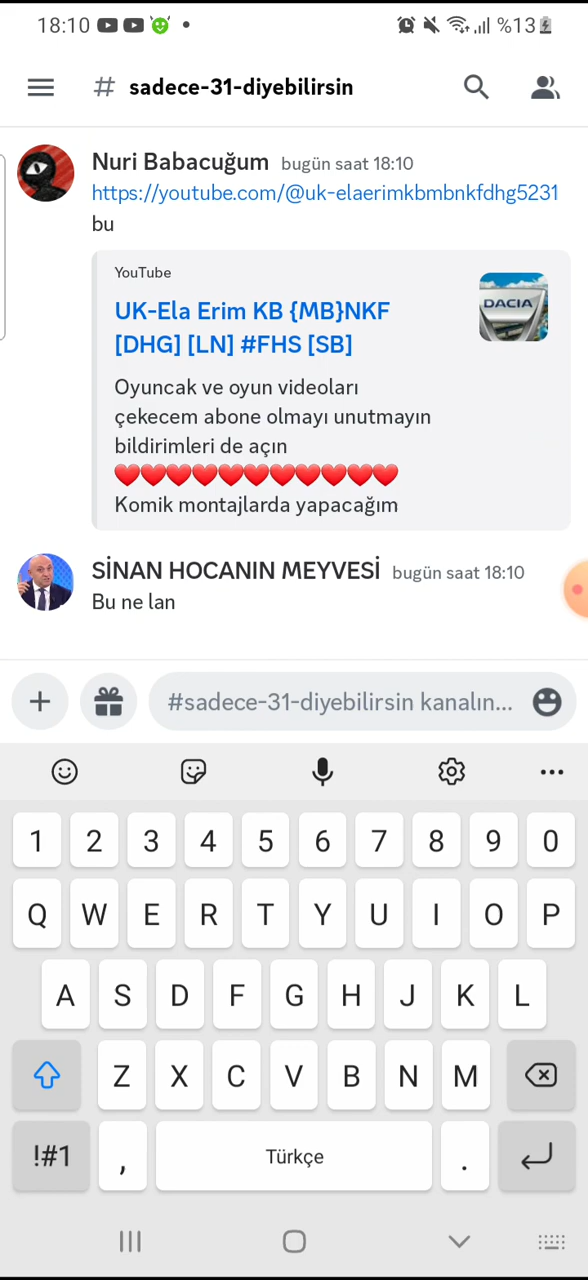 18:10 %13
# sadece-31-diyebilirsin
Nuri Babacuğum bugün saat 18:10
https://youtube.com/@uk-elaerimkbmbnkfdhg5231
bu
YouTube
UK-Ela Erim KB {MB}NKF
[DHG] [LN] #FHS [SB]
DACIA
Oyuncak ve oyun videoları
çekecem abone olmayı unutmayın
bildirimleri de açın
❤️❤️❤️❤️❤️❤️❤️❤️❤️❤️❤️
Komik montajlarda yapacağım
SİNAN HOCANIN MEYVESİ bugün saat 18:10
Bu ne lan
#sadece-31-diyebilirsin kanalın...
1 2 3 4 5 6 7 8 9 0
Q W E R T Y U I O P
A S D F G H J K L
Z X C V B N M
!#1 , Türkçe .